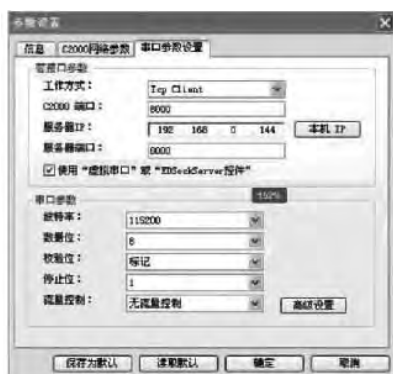 参数设置
信息 C2000网络参数 串口参数设置
工作方式： Tcp Client
C2000 端口： 8000
服务器IP： 192 168 0 144 本机 IP
服务器端口： 8000
使用“虚拟串口”或“EDSockServer控件”
串口参数
波特率： 115200
数据位： 8
校验位： 标记
停止位： 1
流量控制： 无流量控制 高级设置
保存为默认 读取默认 确定 取消